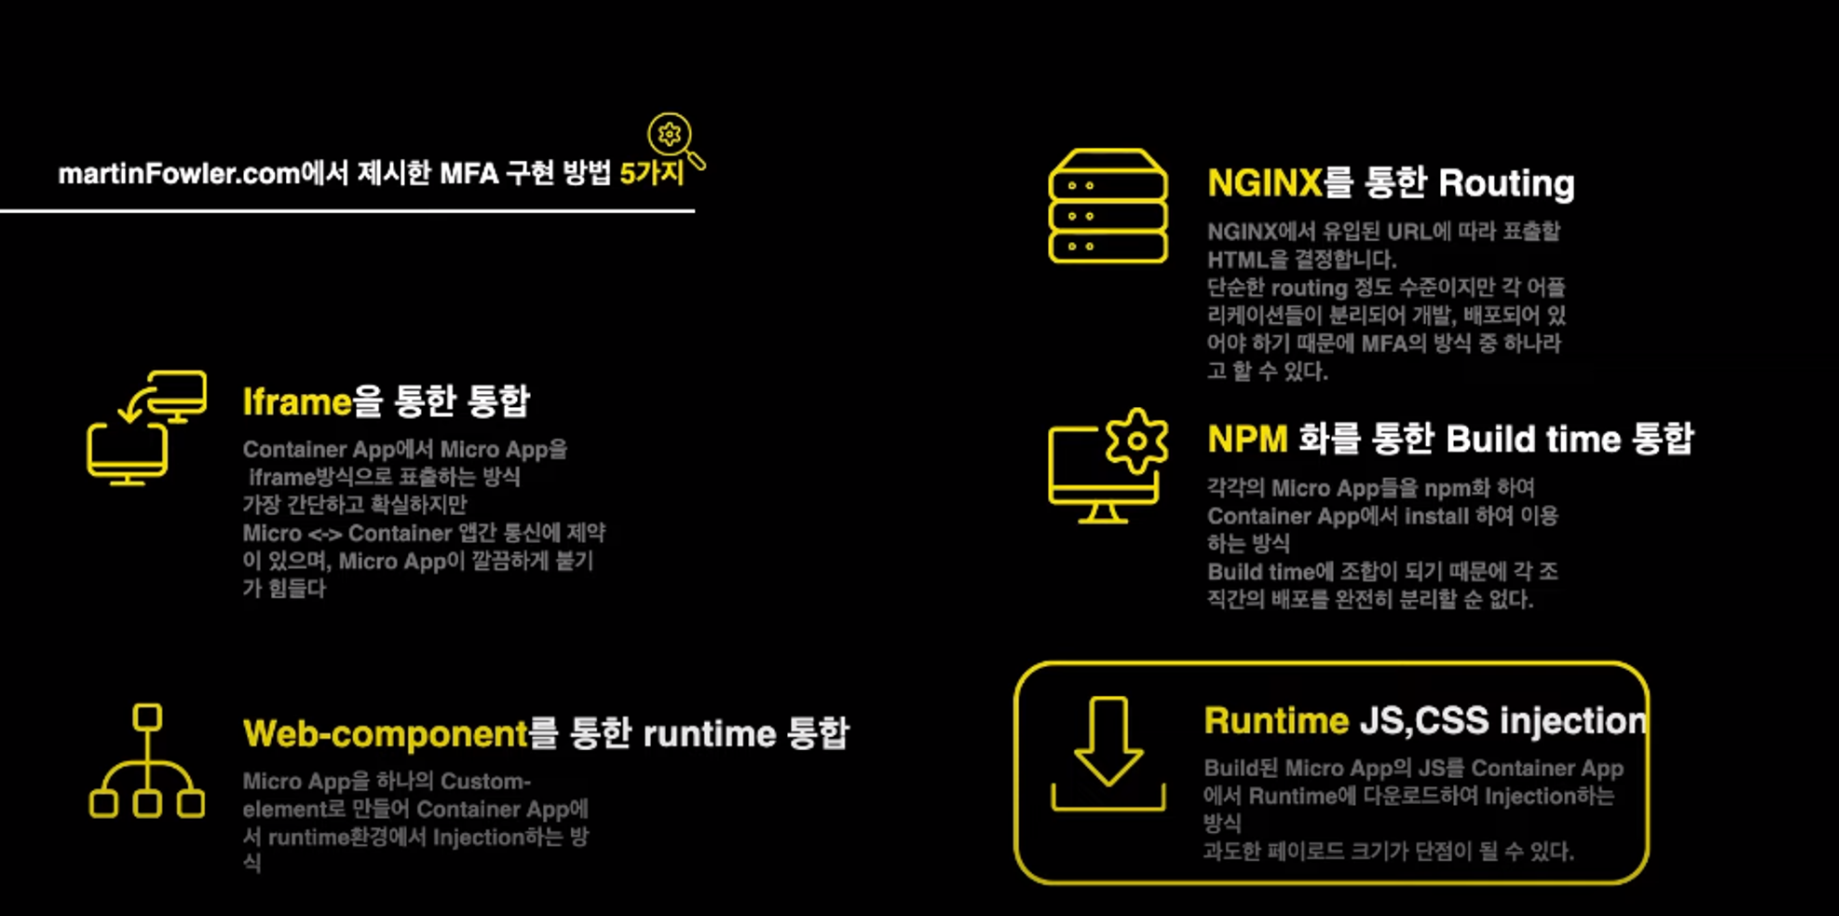 martinFowler.com에서 제시한 MFA 구현 방법 5가지
Iframe을 통한 통합
Container App에서 Micro App을
iframe방식으로 표출하는 방식
가장 간단하고 확실하지만
Micro <-> Container 앱간 통신에 제약
이 있으며, Micro App이 깔끔하게 붙기
가 힘들다
Web-component를 통한 runtime 통합
Micro App을 하나의 Custom-
element로 만들어 Container App에
서 runtime환경에서 Injection하는 방
식
NGINX를 통한 Routing
NGINX에서 유입된 URL에 따라 표출할
HTML을 결정합니다.
단순한 routing 정도 수준이지만 각 어플
리케이션들이 분리되어 개발, 배포되어 있
어야 하기 때문에 MFA의 방식 중 하나라
고 할 수 있다.
NPM 화를 통한 Build time 통합
각각의 Micro App들을 npm화 하여
Container App에서 install 하여 이용
하는 방식
Build time에 조합이 되기 때문에 각 조
직간의 배포를 완전히 분리할 순 없다.
Runtime JS,CSS injection
Build된 Micro App의 JS를 Container App
에서 Runtime에 다운로드하여 Injection하는
방식
과도한 페이로드 크기가 단점이 될 수 있다.